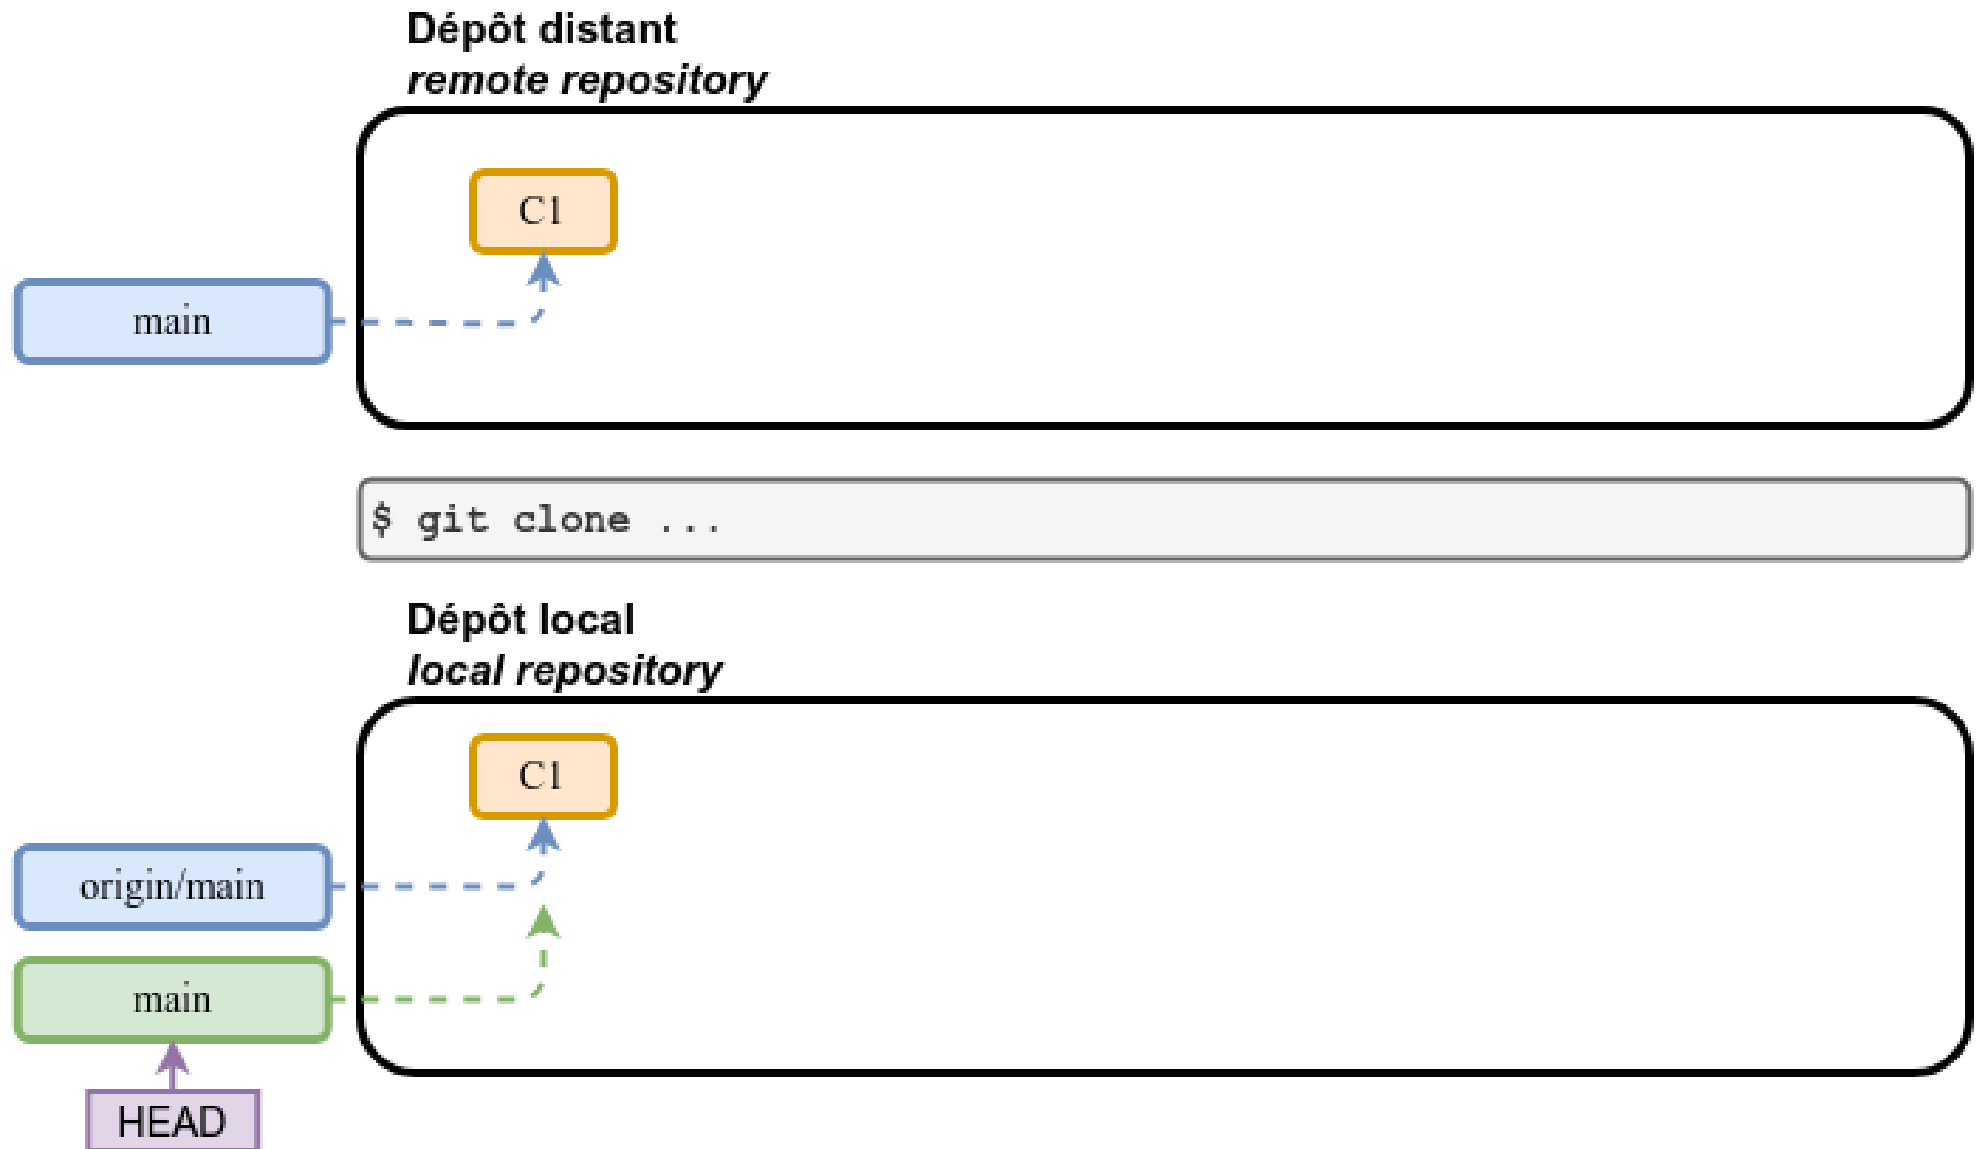 Dépôt distant
remote repository
C1
main
$ git clone ...
Dépôt local
local repository
C1
origin/main
main
HEAD